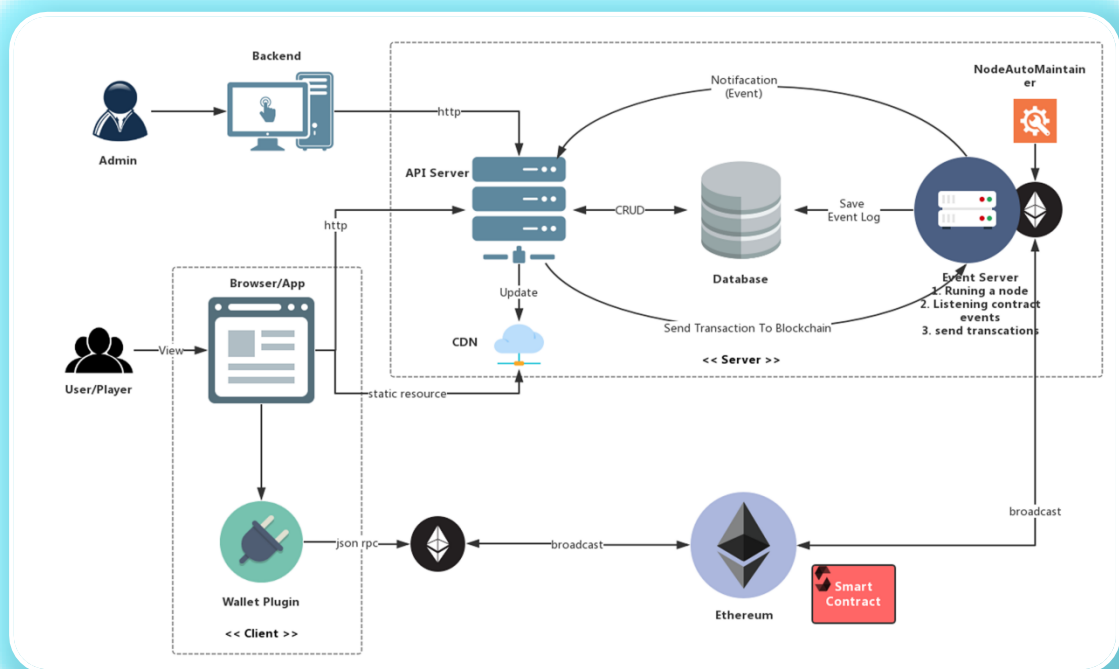 Backend
NodeAutoMaintain
er
Notifacation
(Event)
http
Admin
API Server
CRUD
Save
Event Log
http
Database
Browser/App
Event Server
1. Runing a node
2. Listening contract
events
3. send transcations
Update
Send Transaction To Blockchain
CDN
View
<< Server >>
User/Player
static resource
broadcast
json rpc
broadcast
Smart
Contract
Wallet Plugin
Ethereum
<< Client >>